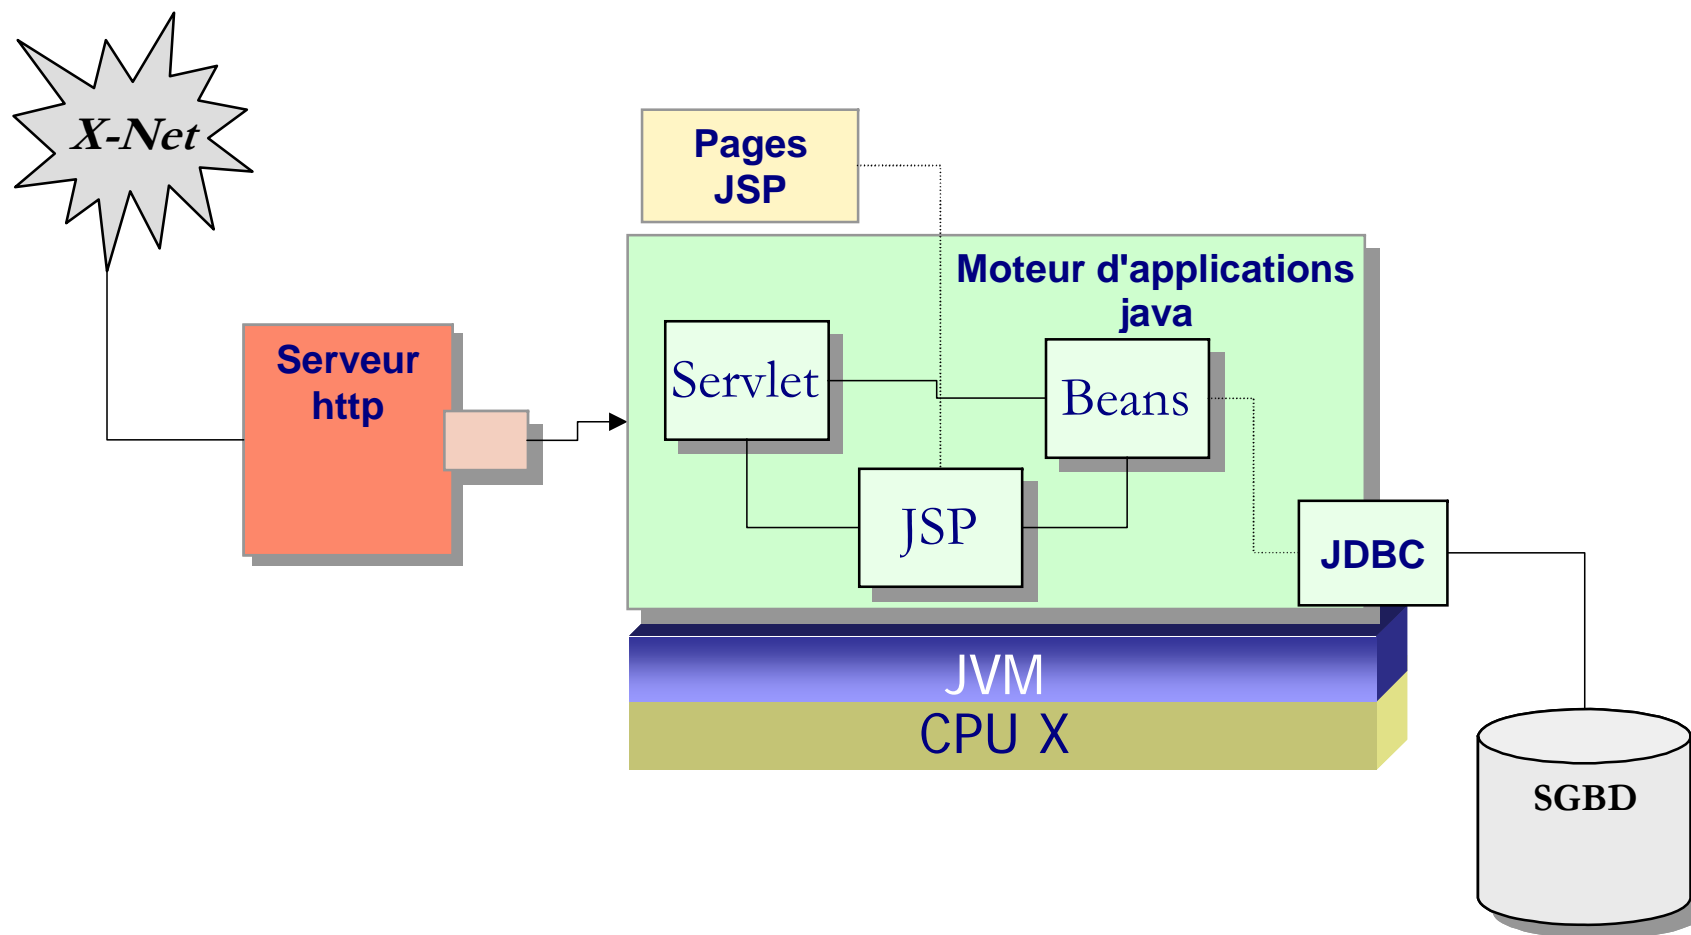 X-Net
Pages
JSP
Moteur d'applications
java
Serveur
http
Servlet
Beans
JSP
JDBC
JVM
CPU X
SGBD